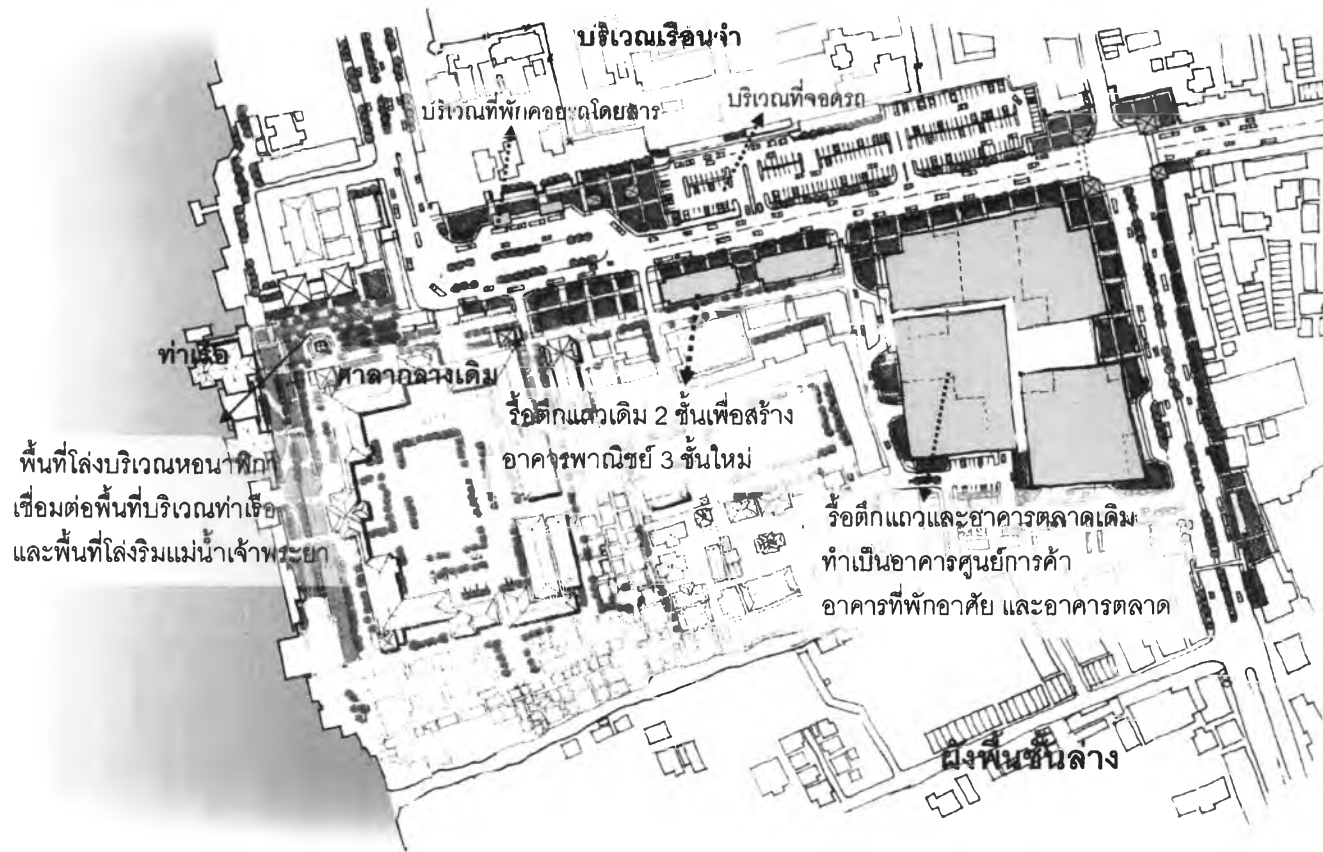 บริเวณเรือนจำ
บริเวณที่พักคอยรถโดยสาร
บริเวณที่จอดรถ
ท่าเรือ
ศาลากลางเดิม
รื้อตึกแถวเดิม 2 ชั้นเพื่อสร้าง
อาคารพาณิชย์ 3 ชั้นใหม่
พื้นที่โล่งบริเวณหอนาฬิกา
เชื่อมต่อพื้นที่บริเวณท่าเรือ
และพื้นที่โล่งริมแม่น้ำเจ้าพระยา
รื้อตึกแถวและอาคารตลาดเดิม
ทำเป็นอาคารศูนย์การค้า
อาคารที่พักอาศัย และอาคารตลาด
ผังพื้นชั้นล่าง